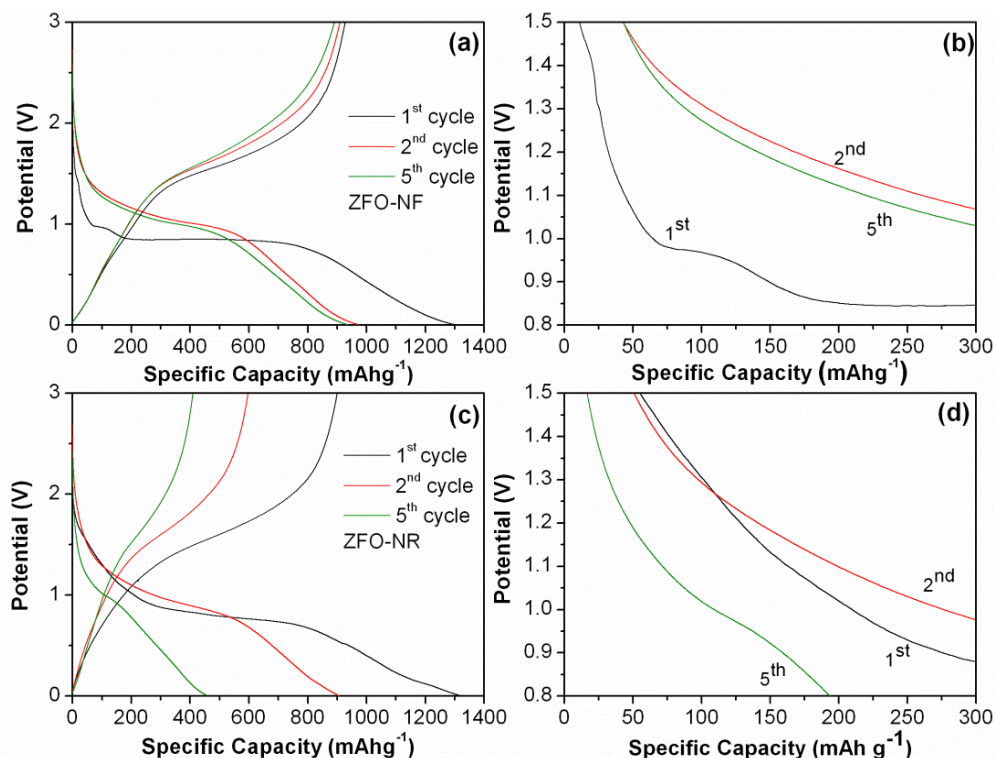 (a)
3
2
1
0
Potential (V)
1st cycle
2nd cycle
5th cycle
ZFO-NF
0 200 400 600 800 1000 1200 1400
Specific Capacity (mAhg-1)
(b)
1.5
1.4
1.3
1.2
1.1
1.0
0.9
0.8
Potential (V)
2nd
5th
1st
0 50 100 150 200 250 300
Specific Capacity (mAhg-1)
(c)
3
2
1
0
Potential (V)
1st cycle
2nd cycle
5th cycle
ZFO-NR
0 200 400 600 800 1000 1200 1400
Specific Capacity (mAhg-1)
(d)
1.5
1.4
1.3
1.2
1.1
1.0
0.9
0.8
Potential (V)
2nd
1st
5th
0 50 100 150 200 250 300
Specific Capacity (mAh g-1)